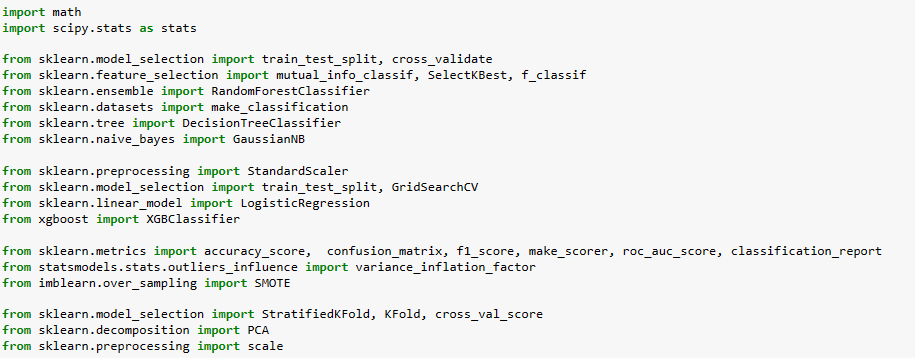 import math
import scipy.stats as stats
from sklearn.model_selection import train_test_split, cross_validate
from sklearn.feature_selection import mutual_info_classif, SelectKBest, f_classif
from sklearn.ensemble import RandomForestClassifier
from sklearn.datasets import make_classification
from sklearn.tree import DecisionTreeClassifier
from sklearn.naive_bayes import GaussianNB
from sklearn.preprocessing import StandardScaler
from sklearn.model_selection import train_test_split, GridSearchCV
from sklearn.linear_model import LogisticRegression
from xgboost import XGBClassifier
from sklearn.metrics import accuracy_score,  confusion_matrix, f1_score, make_scorer, roc_auc_score, classification_report
from statsmodels.stats.outliers_influence import variance_inflation_factor
from imblearn.over_sampling import SMOTE
from sklearn.model_selection import StratifiedKFold, KFold, cross_val_score
from sklearn.decomposition import PCA
from sklearn.preprocessing import scale